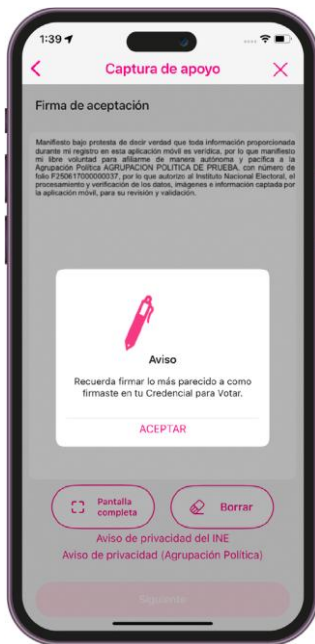 1:39
Captura de apoyo
Firma de aceptación
Manifiesto bajo protesta de decir verdad que toda información proporcionada
durante mi registro en esta aplicación móvil es verídica, por lo que manifiesto
mi libre voluntad para afiliarme de manera autónoma y pacífica a la
Agrupación Política AGRUPACION POLITICA DE PRUEBA, con número de
folio F250617000000037, por lo que autorizo al Instituto Nacional Electoral, el
procesamiento y verificación de los datos, imágenes e información captada por
la aplicación móvil, para su revisión y validación.
Aviso
Recuerda firmar lo más parecido a como
firmaste en tu Credencial para Votar.
ACEPTAR
Pantalla
completa
Borrar
Aviso de privacidad del INE
Aviso de privacidad (Agrupación Política)
Siguiente